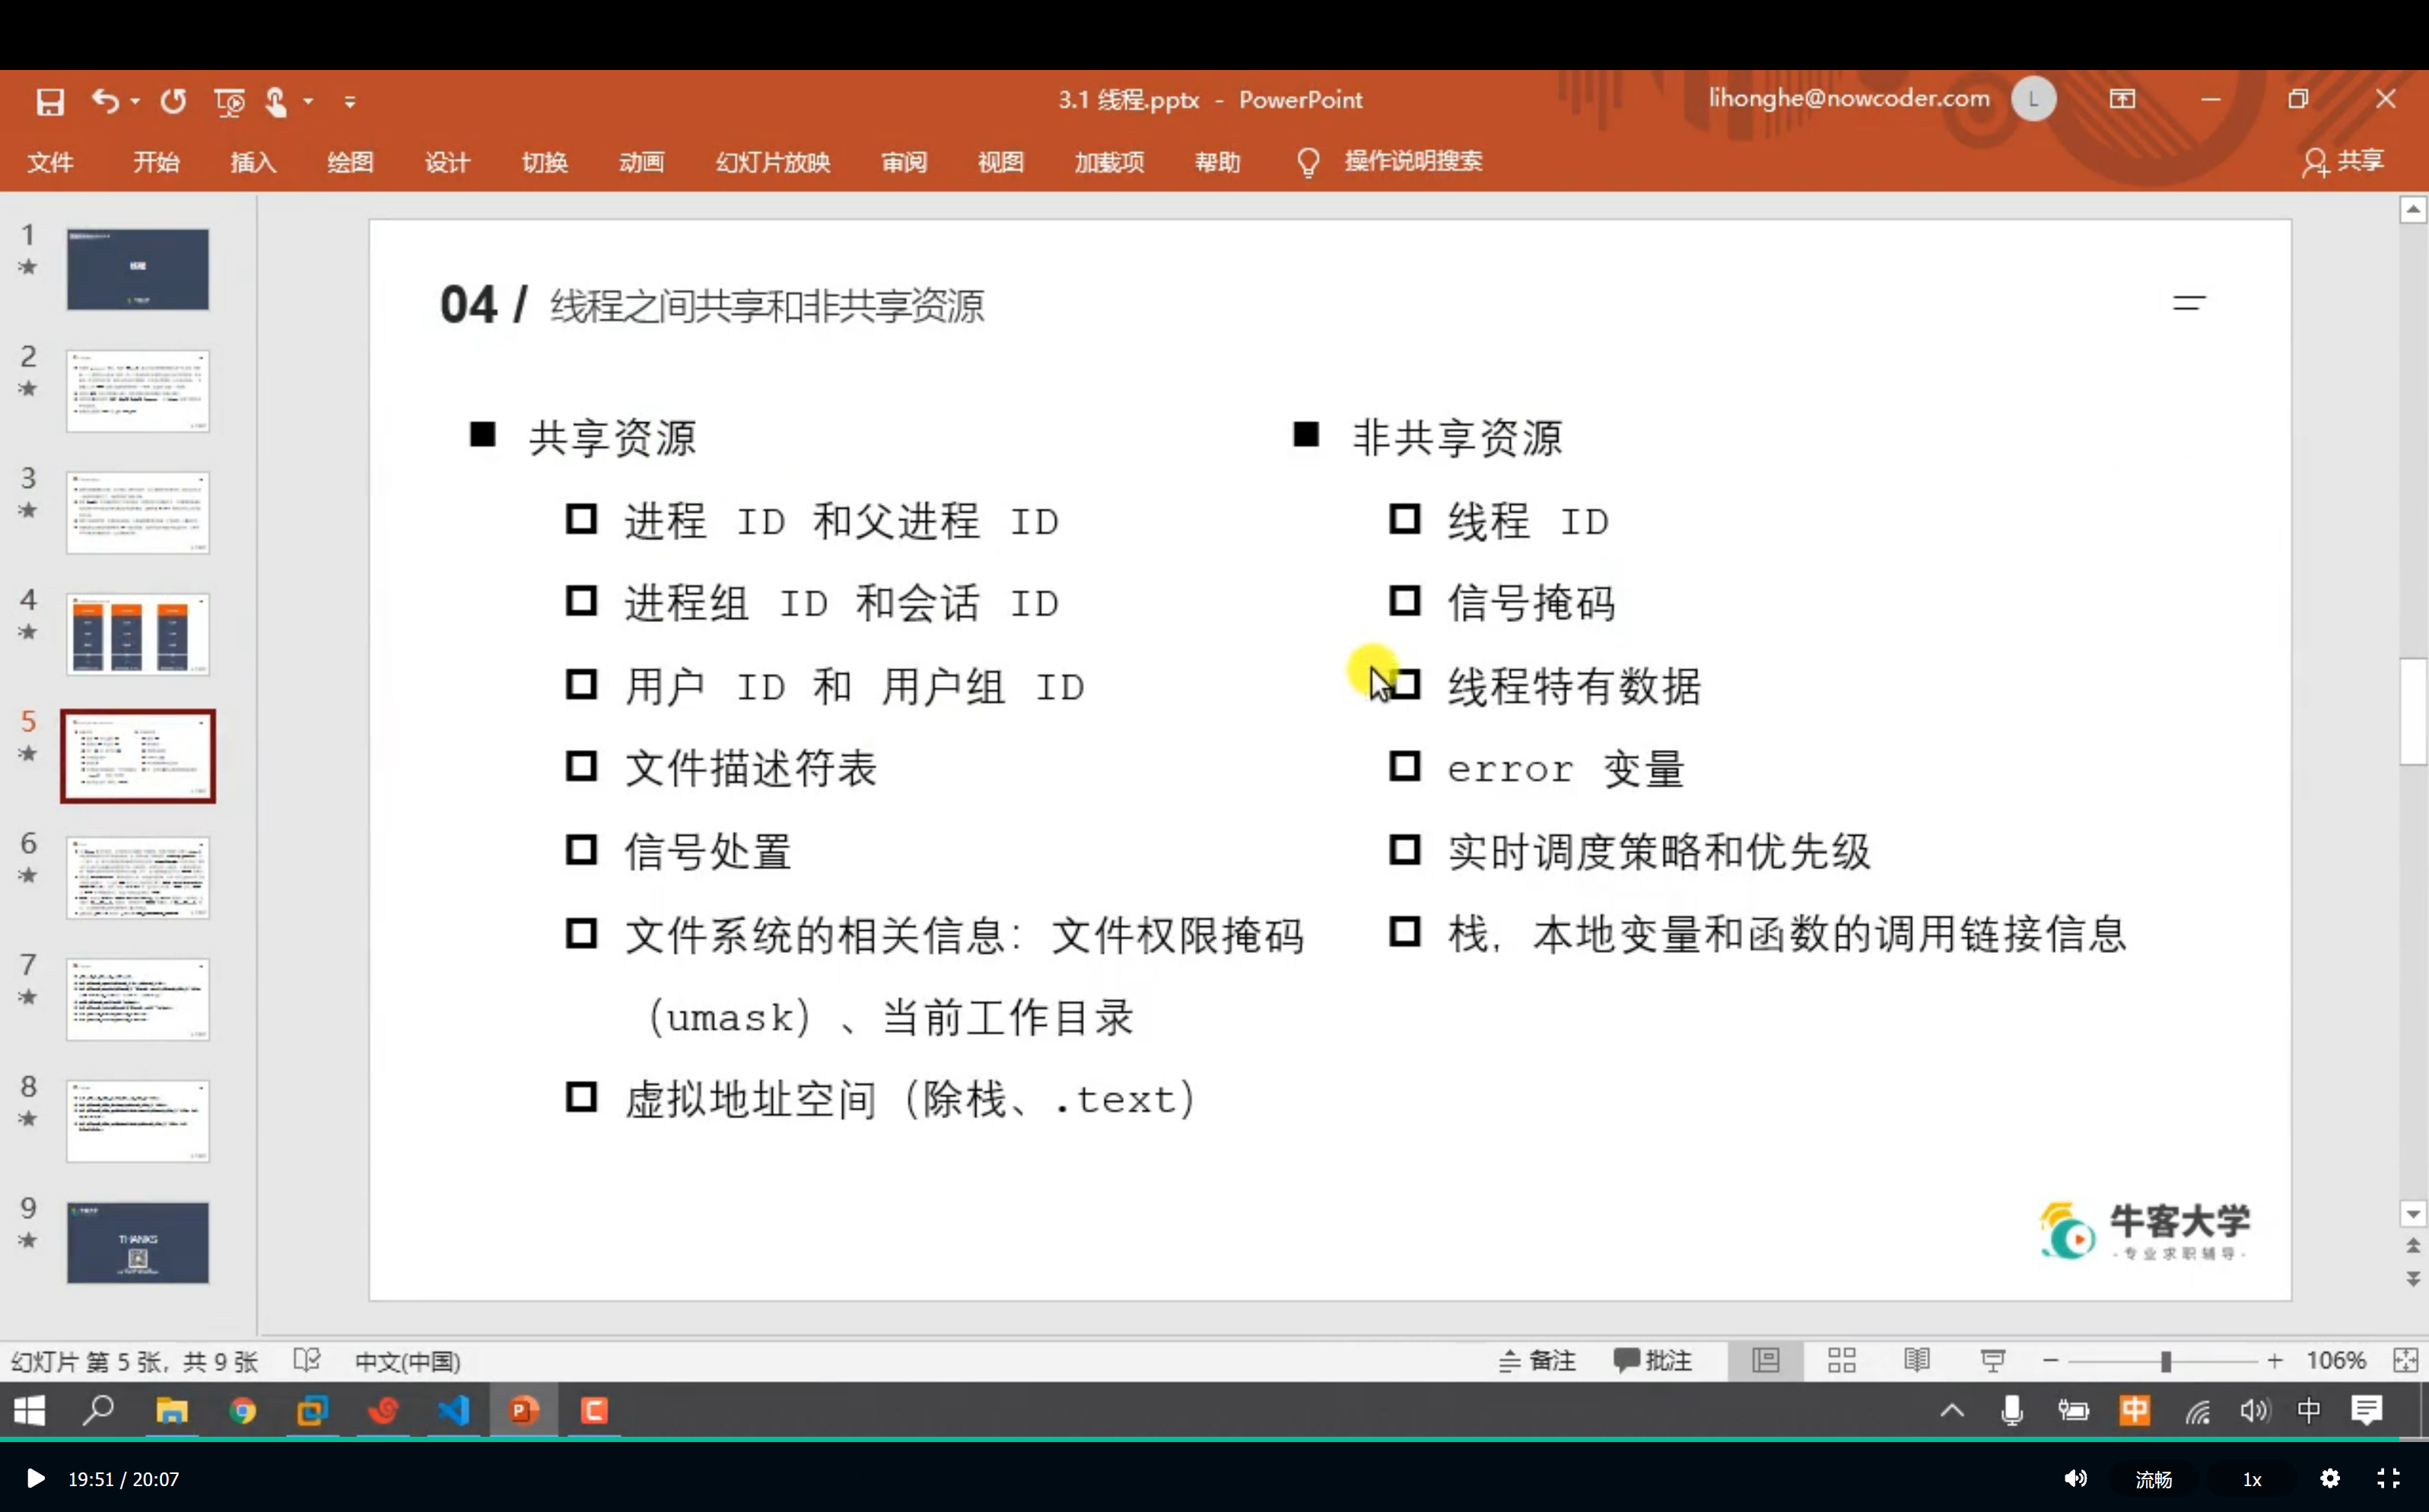 3.1 线程.pptx - PowerPoint
lihonghe@nowcoder.com
L
文件 开始 插入 绘图 设计 切换 动画 幻灯片放映 审阅 视图 加载项 帮助 操作说明搜索 共享
1
2
3
4
5
6
7
8
9
THANKS
04 / 线程之间共享和非共享资源
共享资源
进程 ID 和父进程 ID
进程组 ID 和会话 ID
用户 ID 和 用户组 ID
文件描述符表
信号处置
文件系统的相关信息：文件权限掩码
（umask）、当前工作目录
虚拟地址空间（除栈、.text）
非共享资源
线程 ID
信号掩码
线程特有数据
error 变量
实时调度策略和优先级
栈，本地变量和函数的调用链接信息
牛客大学
-专业求职辅导-
幻灯片 第 5 张，共 9 张 中文(中国) 备注 批注 106%
中 中
19:51 / 20:07 流畅 1x